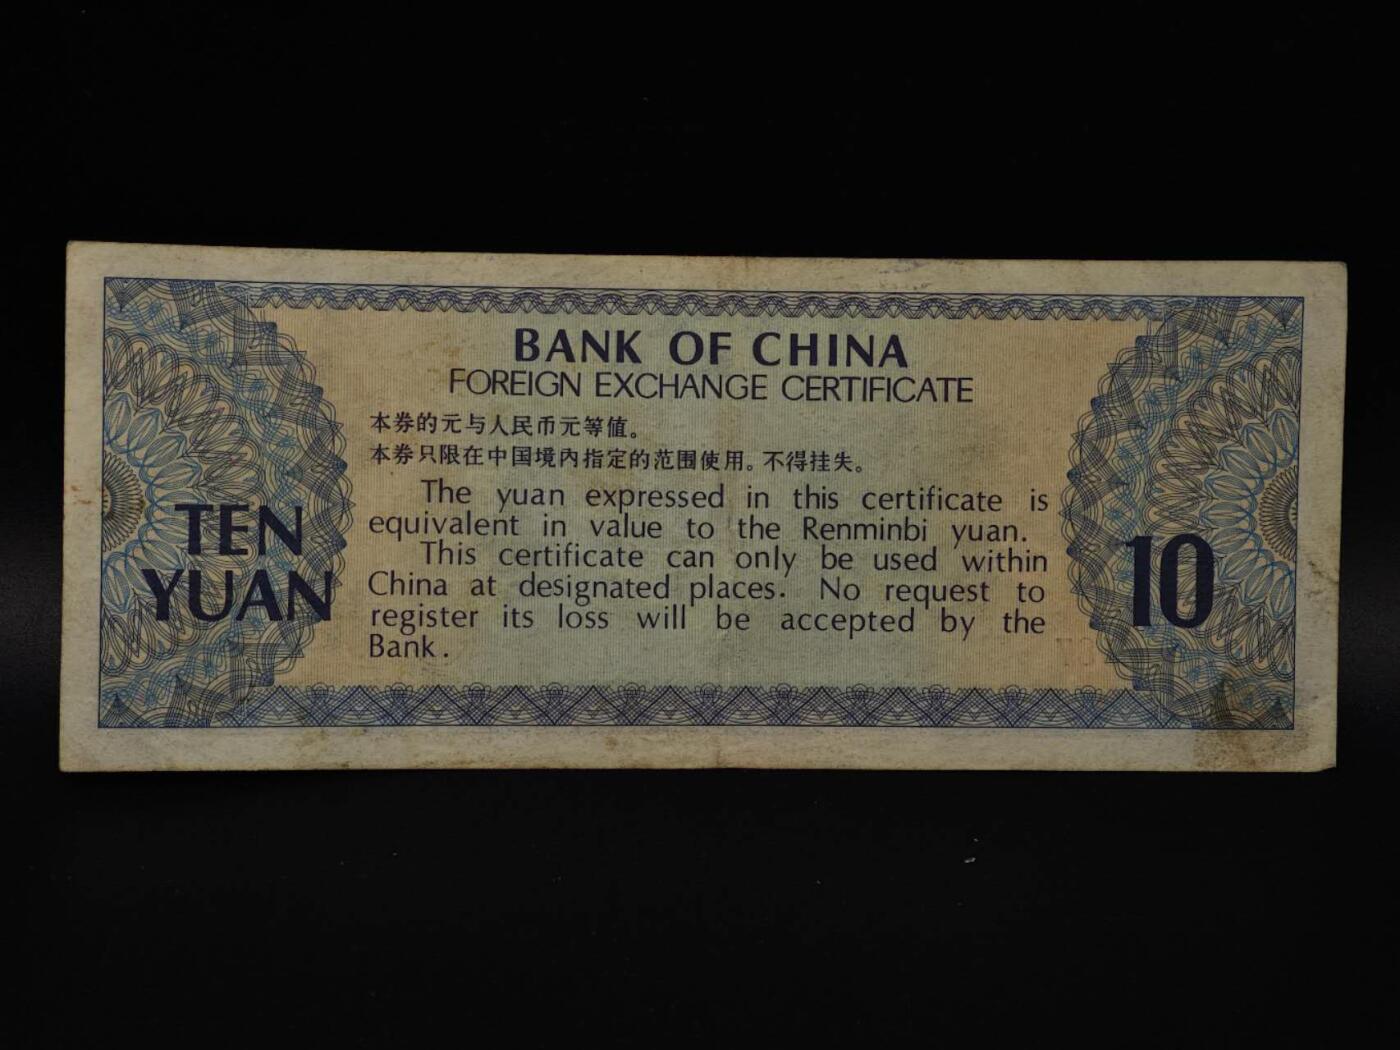 BANK OF CHINA
FOREIGN EXCHANGE CERTIFICATE
本券的元与人民币元等值。
本券只限在中国境内指定的范围使用。不得挂失。
The yuan expressed in this certificate is
equivalent in value to the Renminbi yuan.
This certificate can only be used within
China at designated places. No request to
register its loss will be accepted by the
Bank.
TEN
YUAN
10